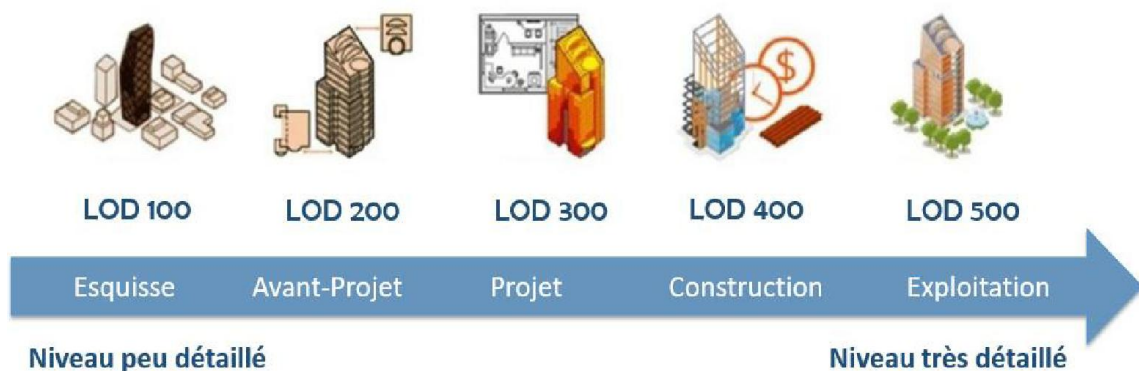 LOD 100
LOD 200
LOD 300
LOD 400
LOD 500
Esquisse
Avant-Projet
Projet
Construction
Exploitation
Niveau peu détaillé
Niveau très détaillé
$